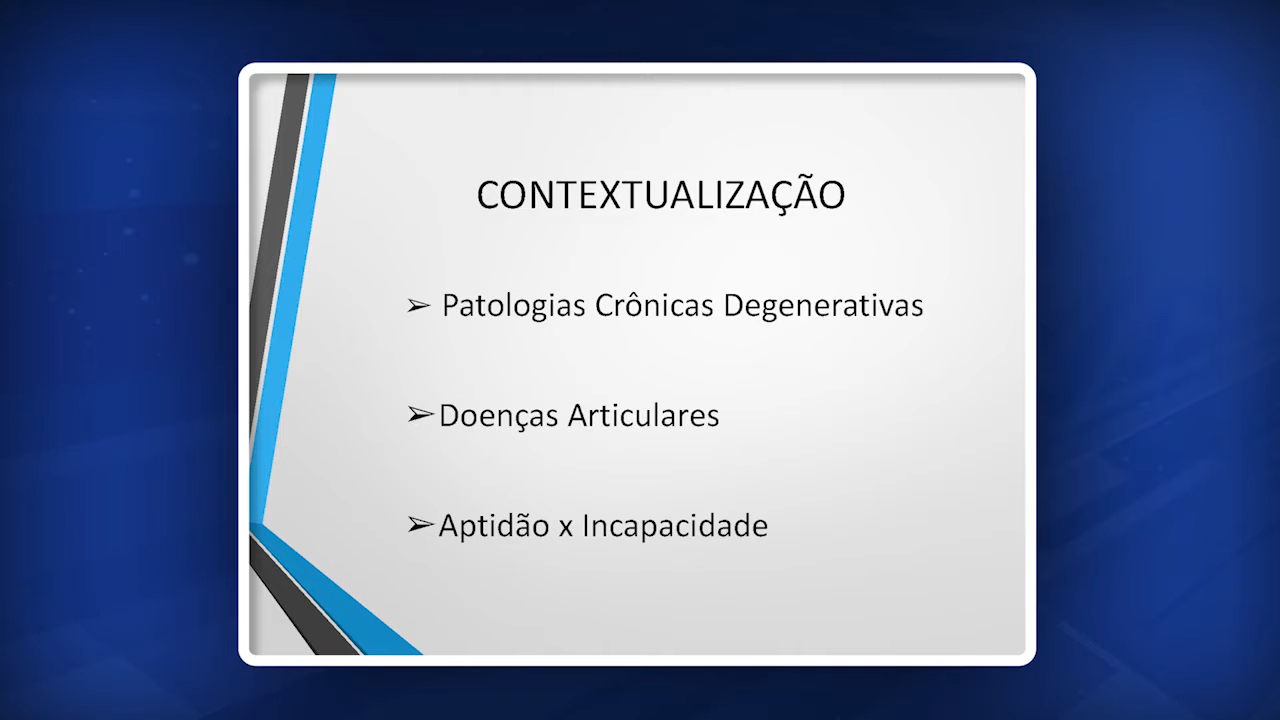 CONTEXTUALIZAÇÃO
➢ Patologias Crônicas Degenerativas
➢Doenças Articulares
➢Aptidão x Incapacidade